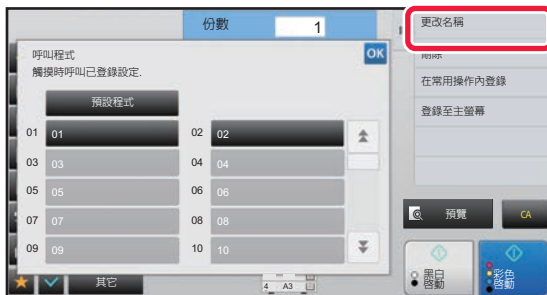 份數
1
更改名稱
呼叫程式
OK
觸摸時呼叫已登錄設定.
刪除
在常用操作內登錄
預設程式
登錄至主螢幕
01
01
02
02
03
03
04
04
05
05
06
06
07
07
08
08
預覽
CA
09
09
10
10
其它
4
A3
黑白
啓動
彩色
啓動